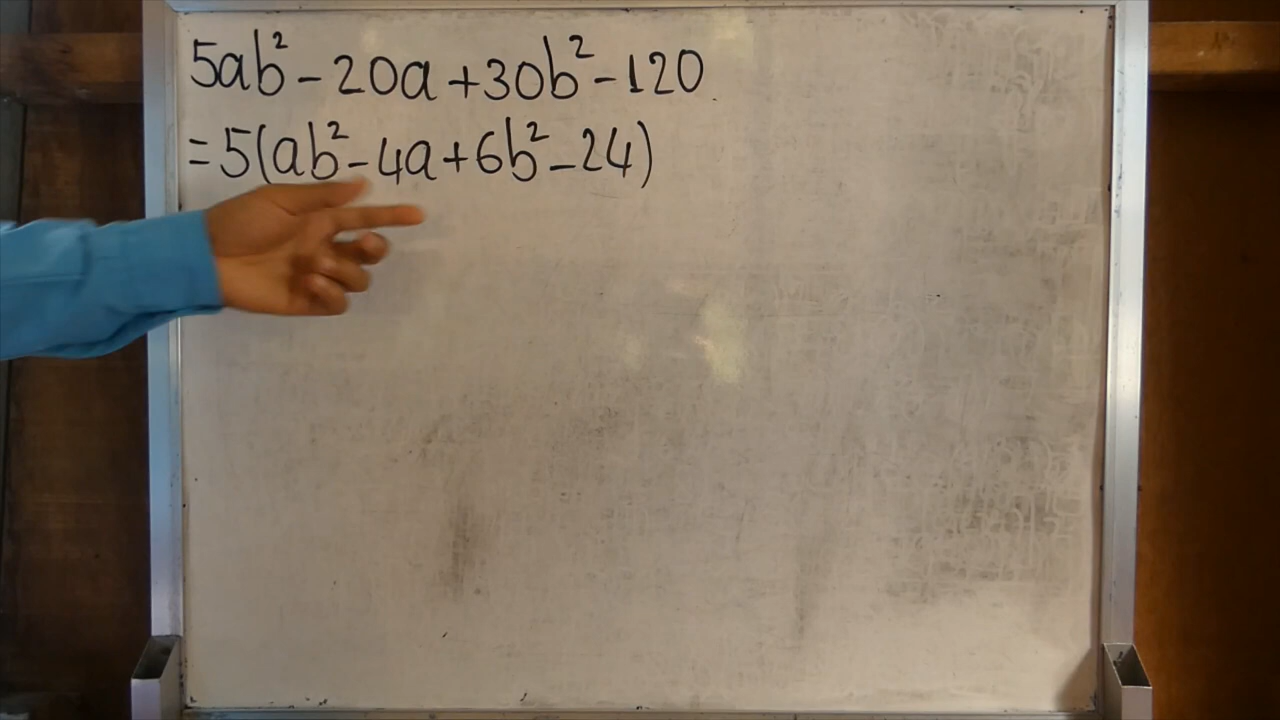 5ab² - 20a + 30b² - 120
= 5(ab² - 4a + 6b² - 24)